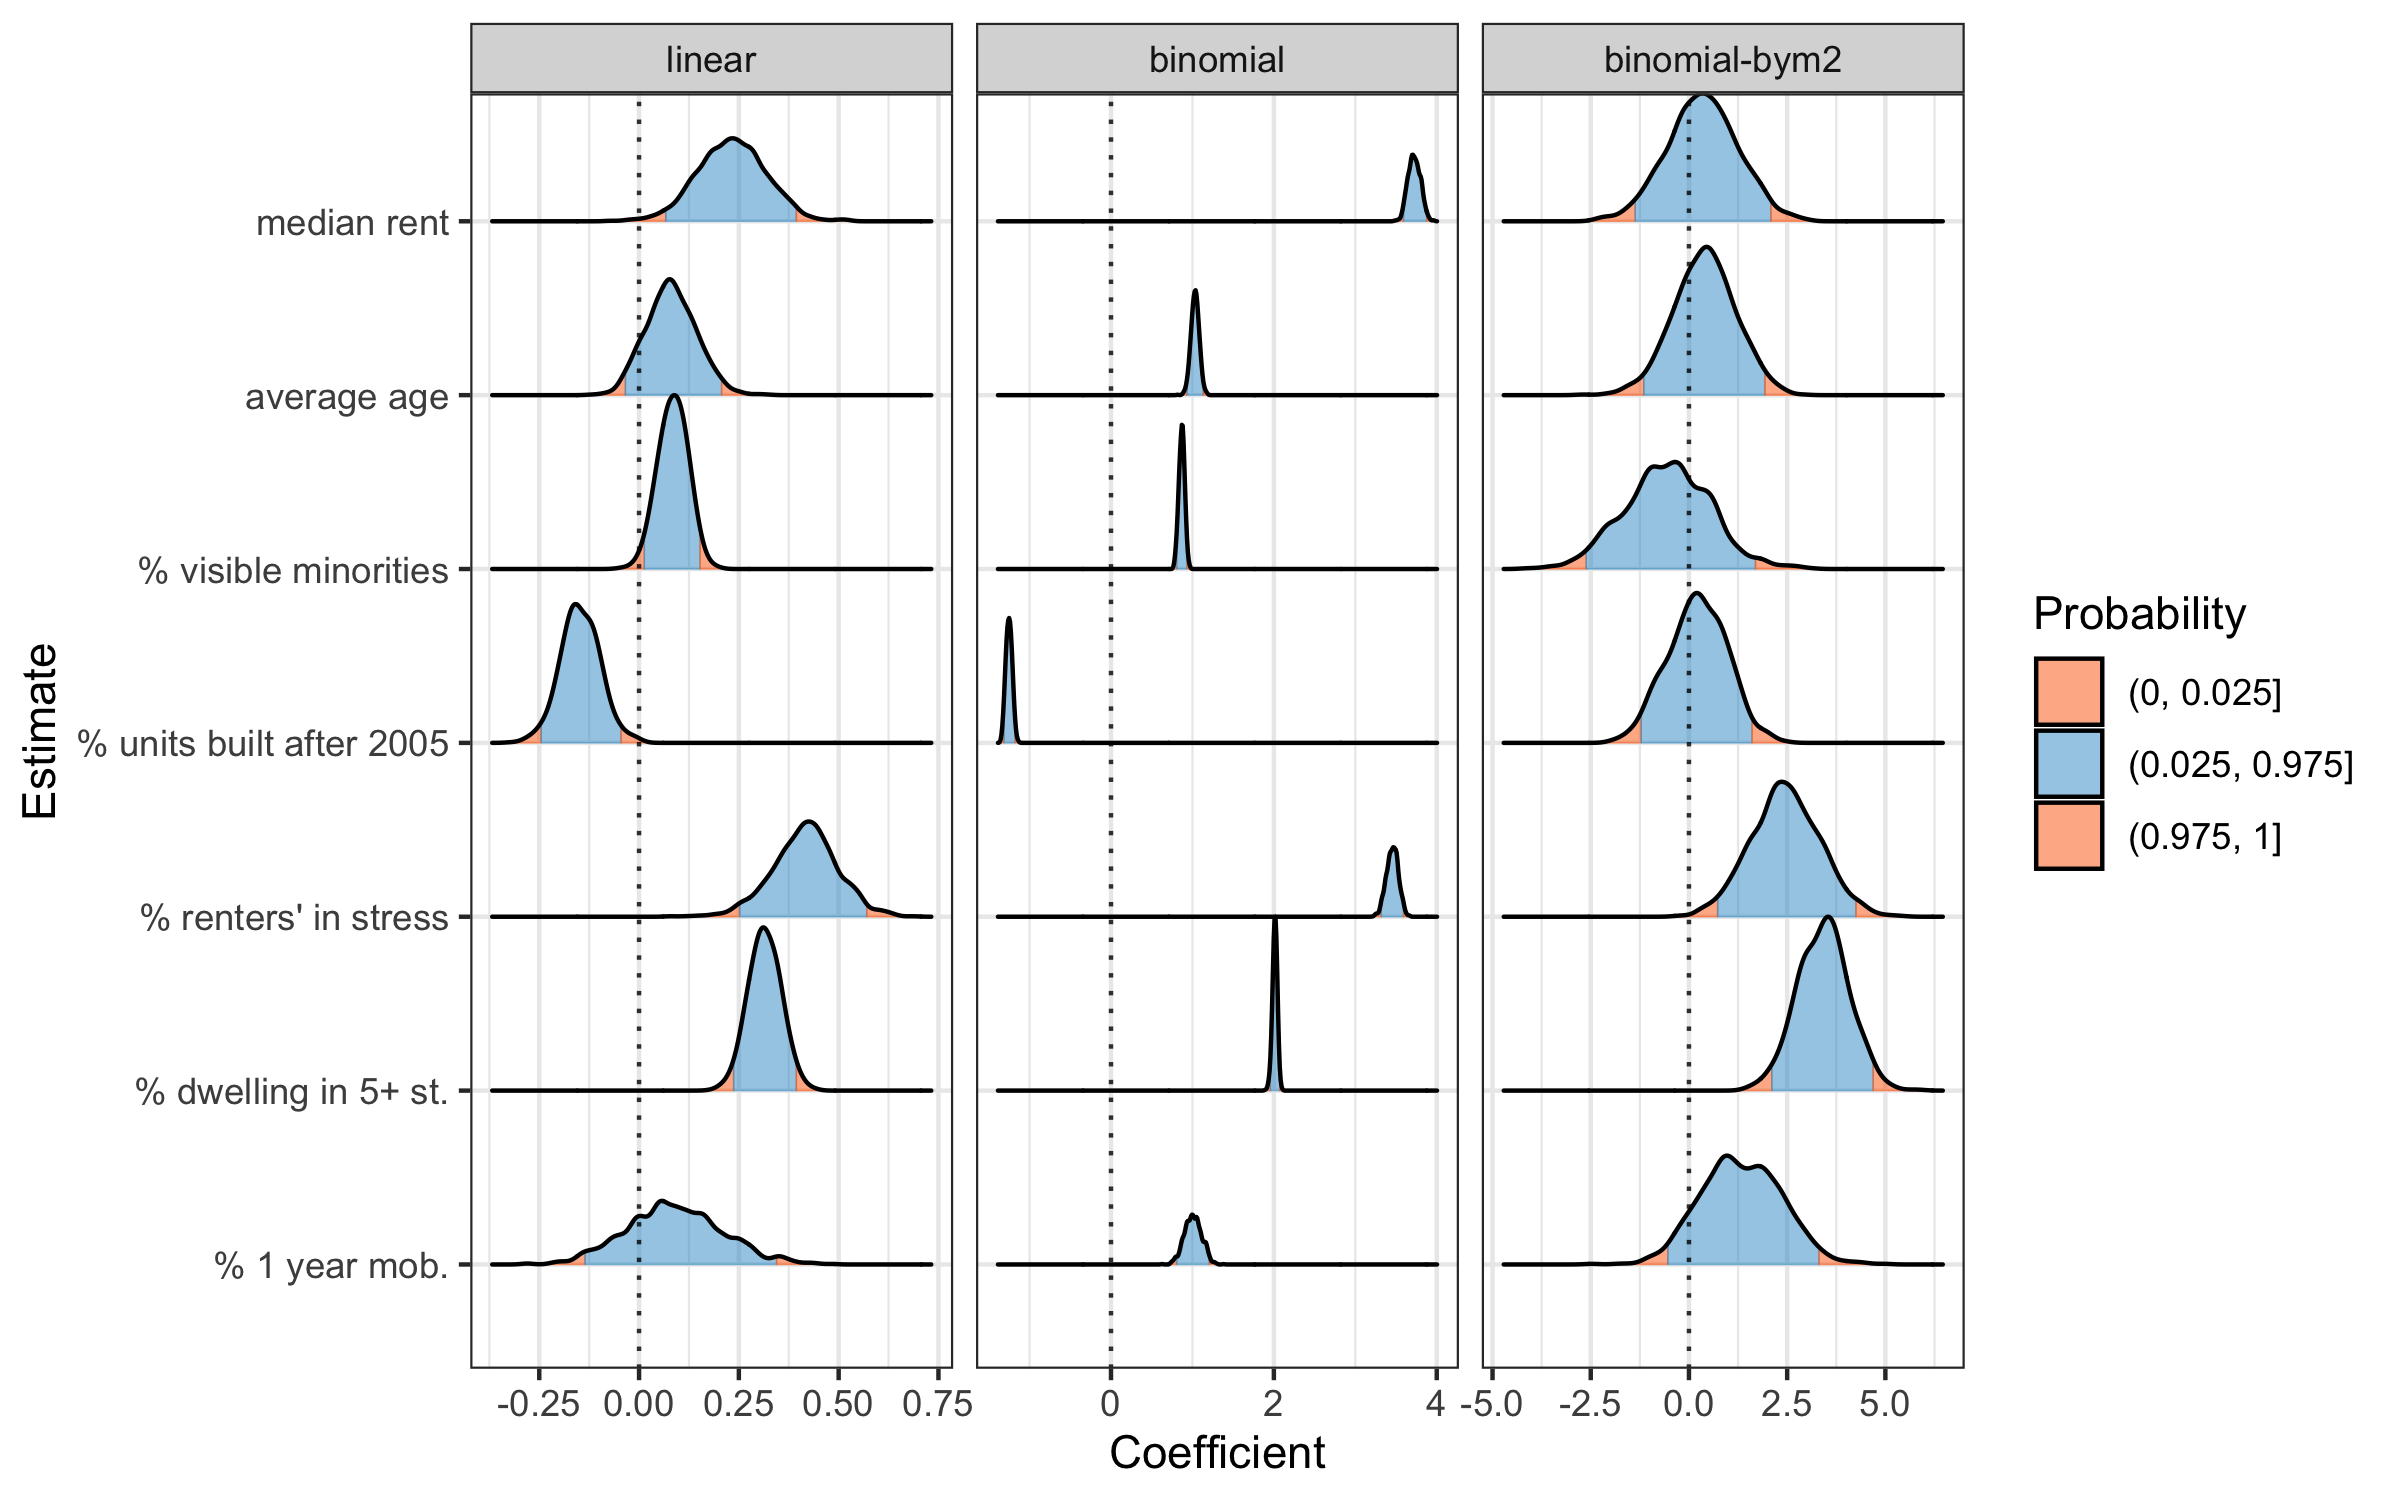 linear binomial binomial-bym2
median rent
average age
% visible minorities
% units built after 2005
% renters' in stress
% dwelling in 5+ st.
% 1 year mob.
Estimate
-0.25 0.00 0.25 0.50 0.75 0 2 4 -5.0 -2.5 0.0 2.5 5.0
Coefficient
Probability
(0, 0.025]
(0.025, 0.975]
(0.975, 1]